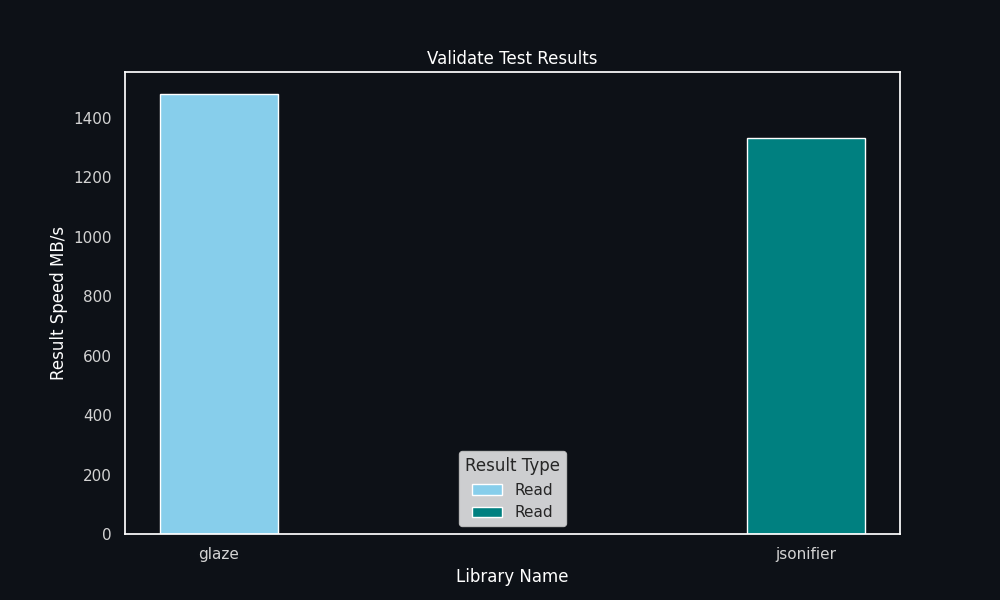 Validate Test Results
Result Speed MB/s
1400
1200
1000
800
600
400
200
0
Result Type
Read
Read
glaze
jsonifier
Library Name